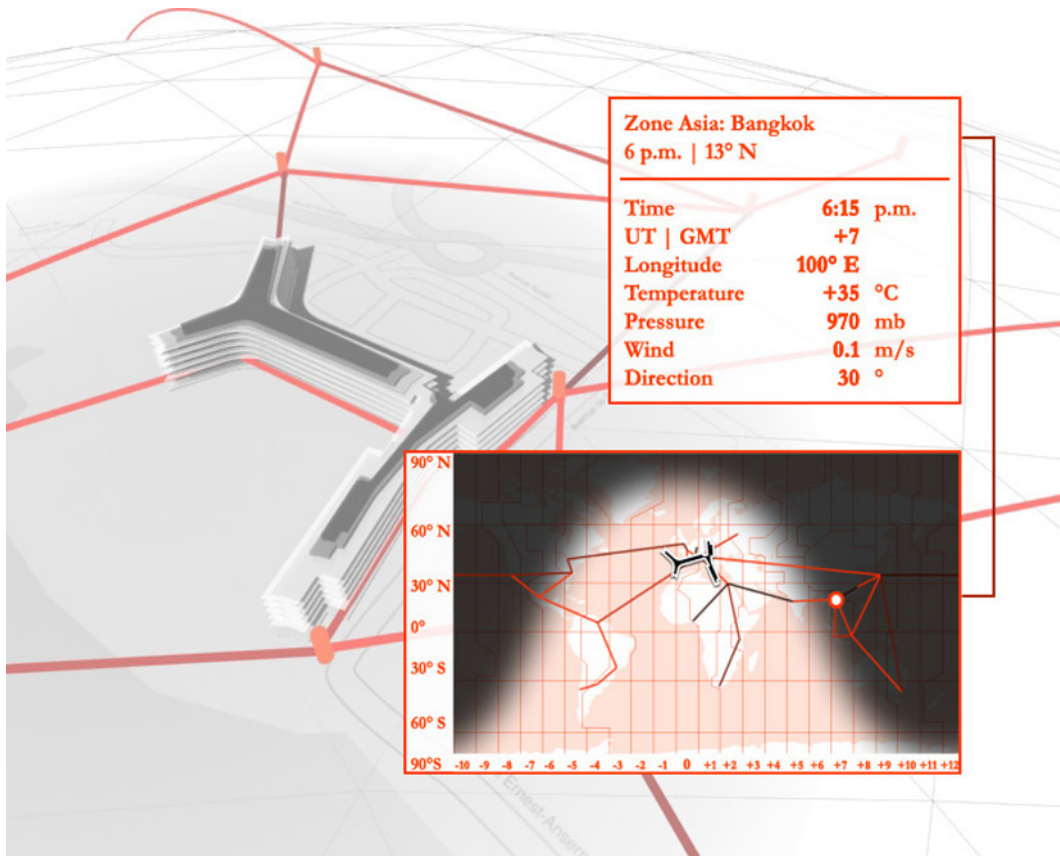 Zone Asia: Bangkok
6 p.m. | 13° N
Time 6:15 p.m.
UT | GMT +7
Longitude 100° E
Temperature +35 °C
Pressure 970 mb
Wind 0.1 m/s
Direction 30 °
90° N
60° N
30° N
0°
30° S
60° S
90°S
-10 -9 -8 -7 -6 -5 -4 -3 -2 -1 0 +1 +2 +3 +4 +5 +6 +7 +8 +9 +10 +11 +12
Ernest-Anserm